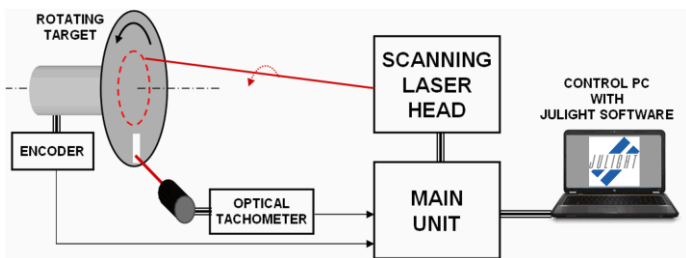 ROTATING
TARGET
SCANNING
LASER
HEAD
CONTROL PC
WITH
JULIGHT SOFTWARE
JULIGHT
ENCODER
OPTICAL
TACHOMETER
MAIN
UNIT